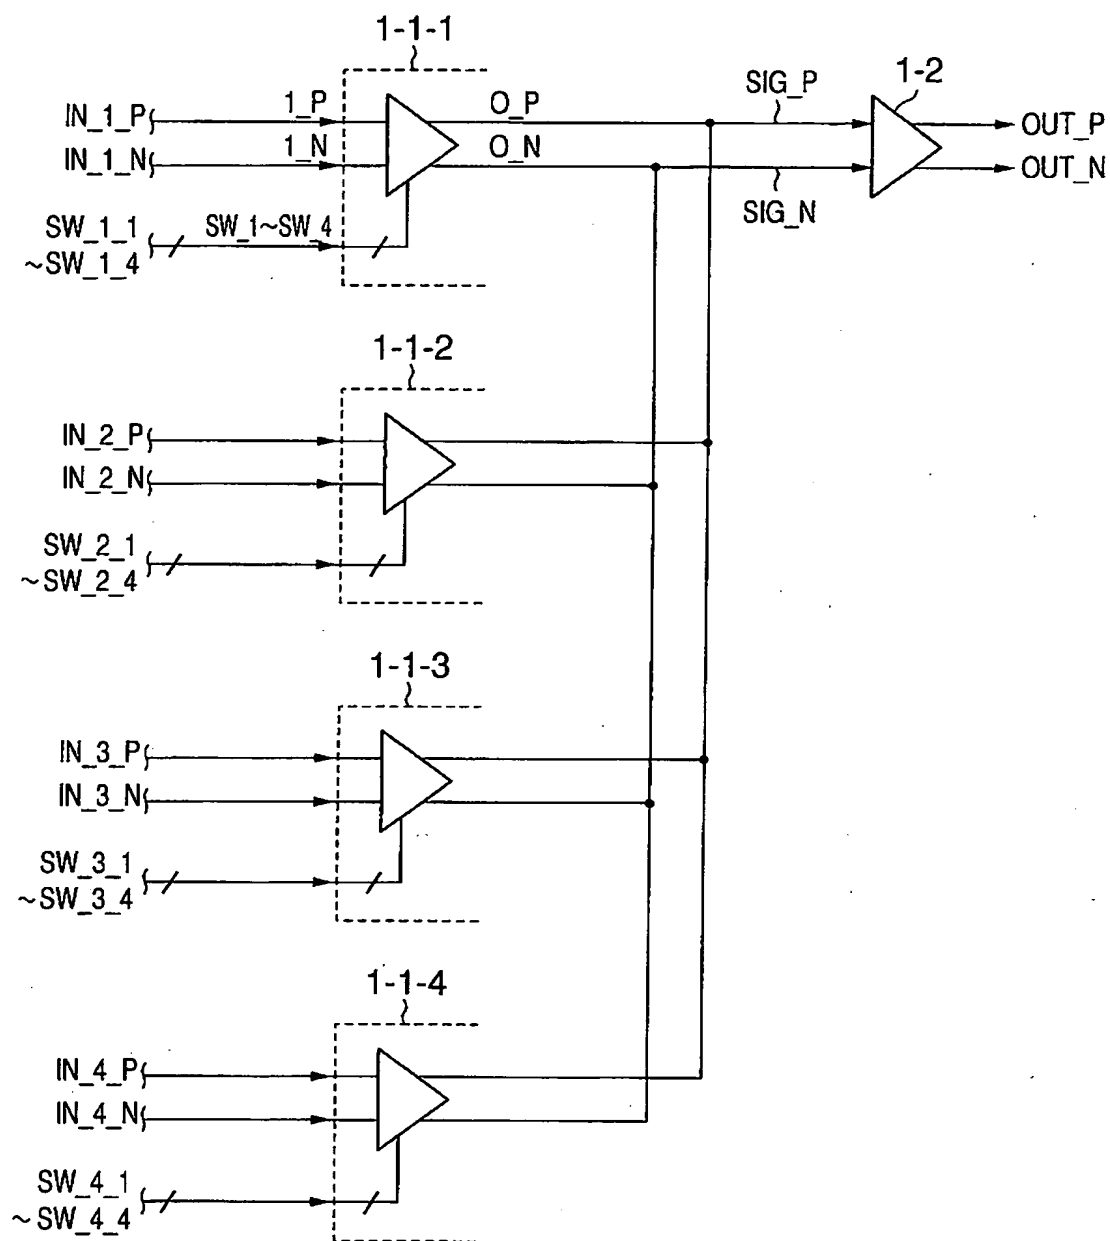 1-1-1
IN_1_P
1_P
O_P
SIG_P
1-2
OUT_P
IN_1_N
1_N
O_N
OUT_N
SIG_N
SW_1_1
~SW_1_4
SW_1~SW_4
1-1-2
IN_2_P
IN_2_N
SW_2_1
~SW_2_4
1-1-3
IN_3_P
IN_3_N
SW_3_1
~SW_3_4
1-1-4
IN_4_P
IN_4_N
SW_4_1
~SW_4_4